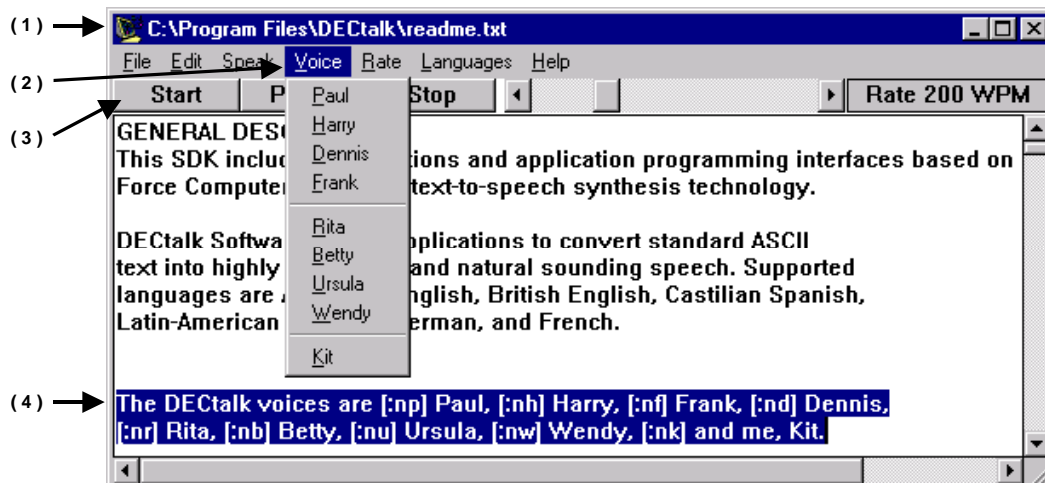 (1)
C:\Program Files\DECtalk\readme.txt
File Edit Speak Voice Rate Languages Help
(2)
Start P Stop Rate 200 WPM
(3)
Paul
Harry
Dennis
Frank
Rita
Betty
Ursula
Wendy
Kit
GENERAL DESC
This SDK includ ions and application programming interfaces based on
Force Compute text-to-speech synthesis technology.
DECtalk Softwa pplications to convert standard ASCII
text into highly and natural sounding speech. Supported
languages are nglish, British English, Castilian Spanish,
Latin-American erman, and French.
(4)
The DECtalk voices are [:np] Paul, [:nh] Harry, [:nf] Frank, [:nd] Dennis,
[:nr] Rita, [:nb] Betty, [:nu] Ursula, [:nw] Wendy, [:nk] and me, Kit.